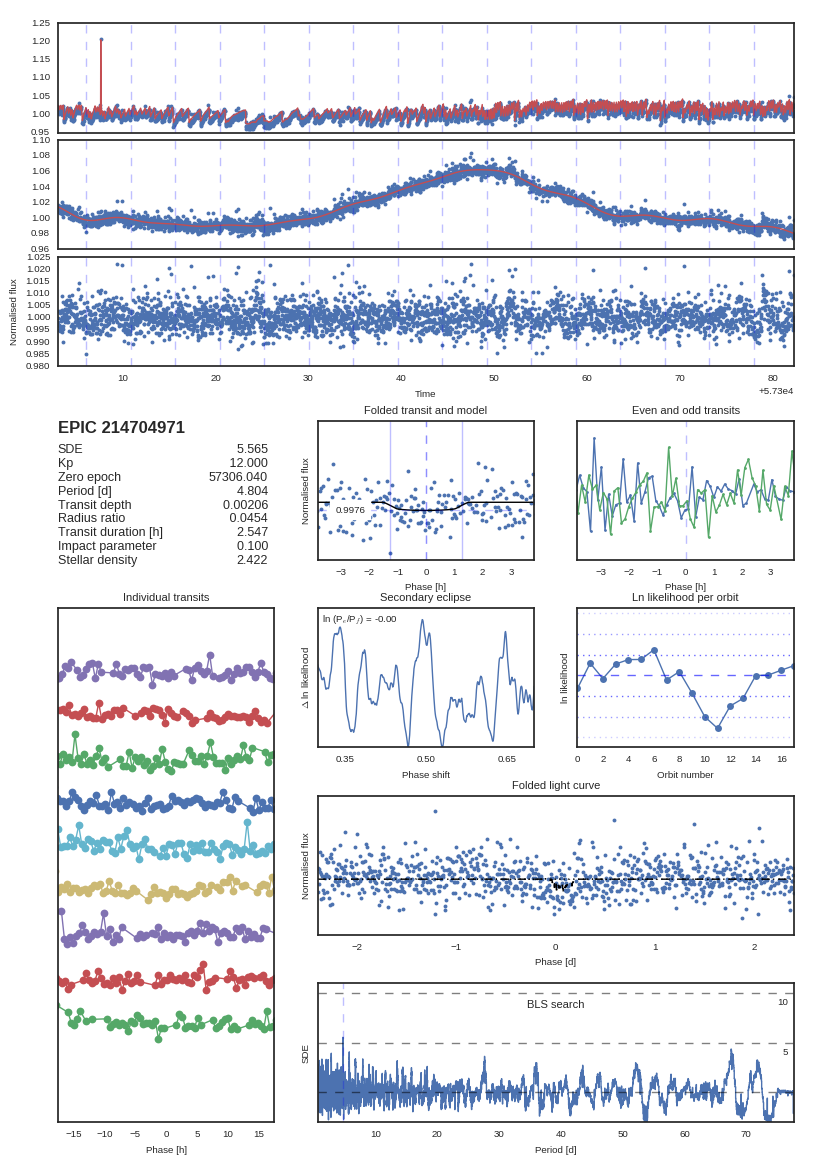 1.25
1.20
1.15
1.10
1.05
1.00
0.95
1.10
1.08
1.06
1.04
1.02
1.00
0.98
0.96
1.025
1.020
1.015
1.010
1.005
1.000
0.995
0.990
0.985
0.980
Normalised flux
10 20 30 40 50 60 70 80
Time
+5.73e4
EPIC 214704971
SDE 5.565
Kp 12.000
Zero epoch 57306.040
Period [d] 4.804
Transit depth 0.00206
Radius ratio 0.0454
Transit duration [h] 2.547
Impact parameter 0.100
Stellar density 2.422
Folded transit and model
Normalised flux
0.9976
−3 −2 −1 0 1 2 3
Phase [h]
Even and odd transits
−3 −2 −1 0 1 2 3
Phase [h]
Individual transits
−15 −10 −5 0 5 10 15
Phase [h]
Secondary eclipse
ln (Pₑ/P𝑓) = -0.00
Δ ln likelihood
0.35 0.50 0.65
Phase shift
Ln likelihood per orbit
ln likelihood
0 2 4 6 8 10 12 14 16
Orbit number
Folded light curve
Normalised flux
−2 −1 0 1 2
Phase [d]
BLS search
10
5
SDE
10 20 30 40 50 60 70
Period [d]